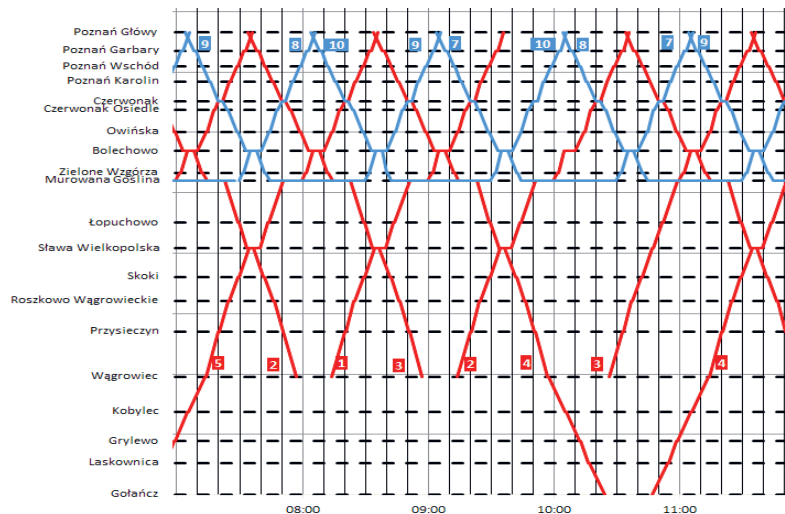 Poznań Główy
Poznań Garbary
Poznań Wschód
Poznań Karolin
Czerwonak
Czerwonak Osiedle
Owińska
Bolechowo
Zielone Wzgórza
Murowana Goślina
Łopuchowo
Sława Wielkopolska
Skoki
Roszkowo Wągrowieckie
Przysieczyn
Wągrowiec
Kobylec
Grylewo
Laskownica
Gołańcz
9 8 10 9 7 10 8 7 9
5 2 1 3 2 4 3 4
08:00 09:00 10:00 11:00